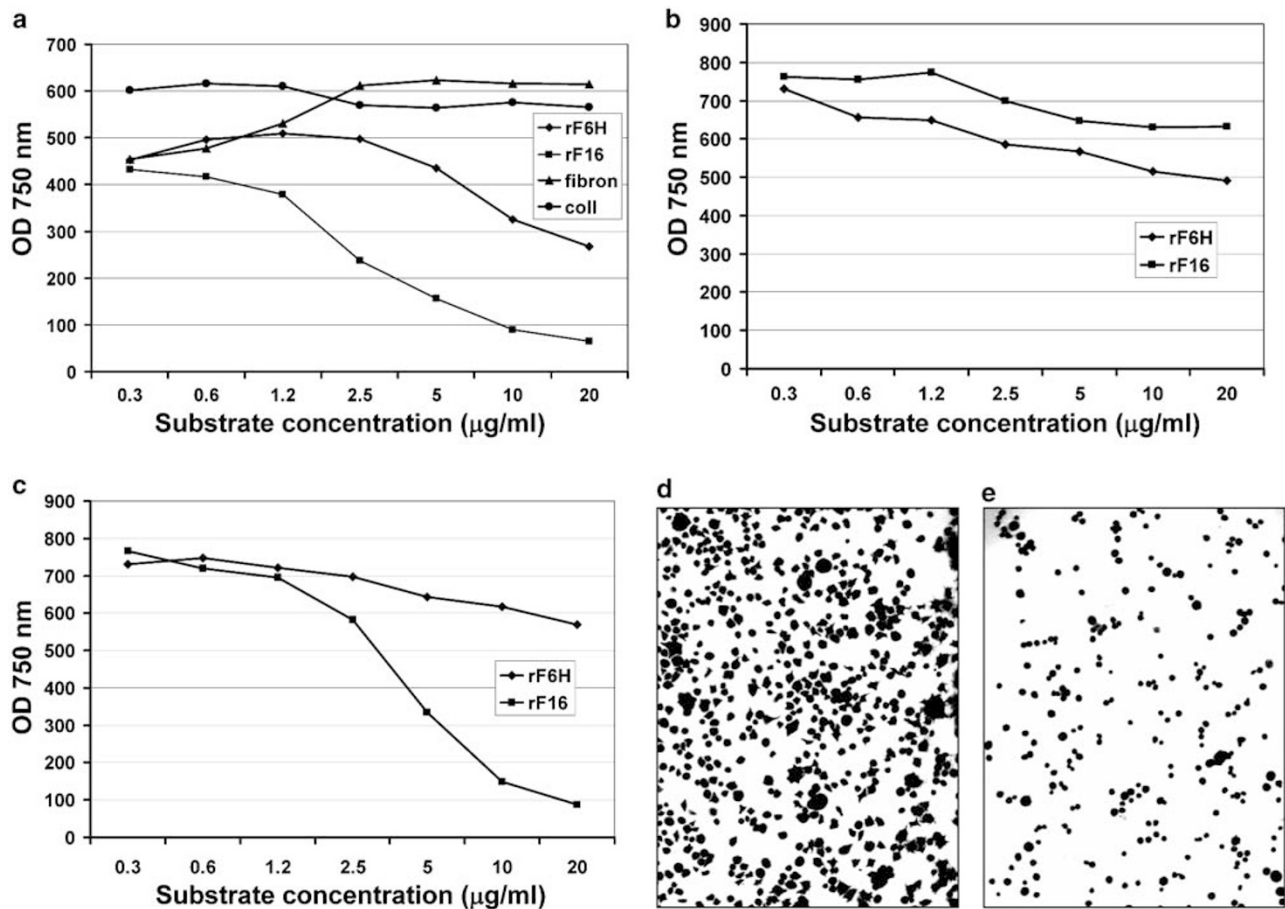 a
700
600
500
400
300
200
100
0
OD 750 nm
rF6H
rF16
fibron
coll
0.3 0.6 1.2 2.5 5 10 20
Substrate concentration (μg/ml)
b
900
800
700
600
500
400
300
200
100
0
OD 750 nm
rF6H
rF16
0.3 0.6 1.2 2.5 5 10 20
Substrate concentration (μg/ml)
c
900
800
700
600
500
400
300
200
100
0
OD 750 nm
rF6H
rF16
0.3 0.6 1.2 2.5 5 10 20
Substrate concentration (μg/ml)
d
e